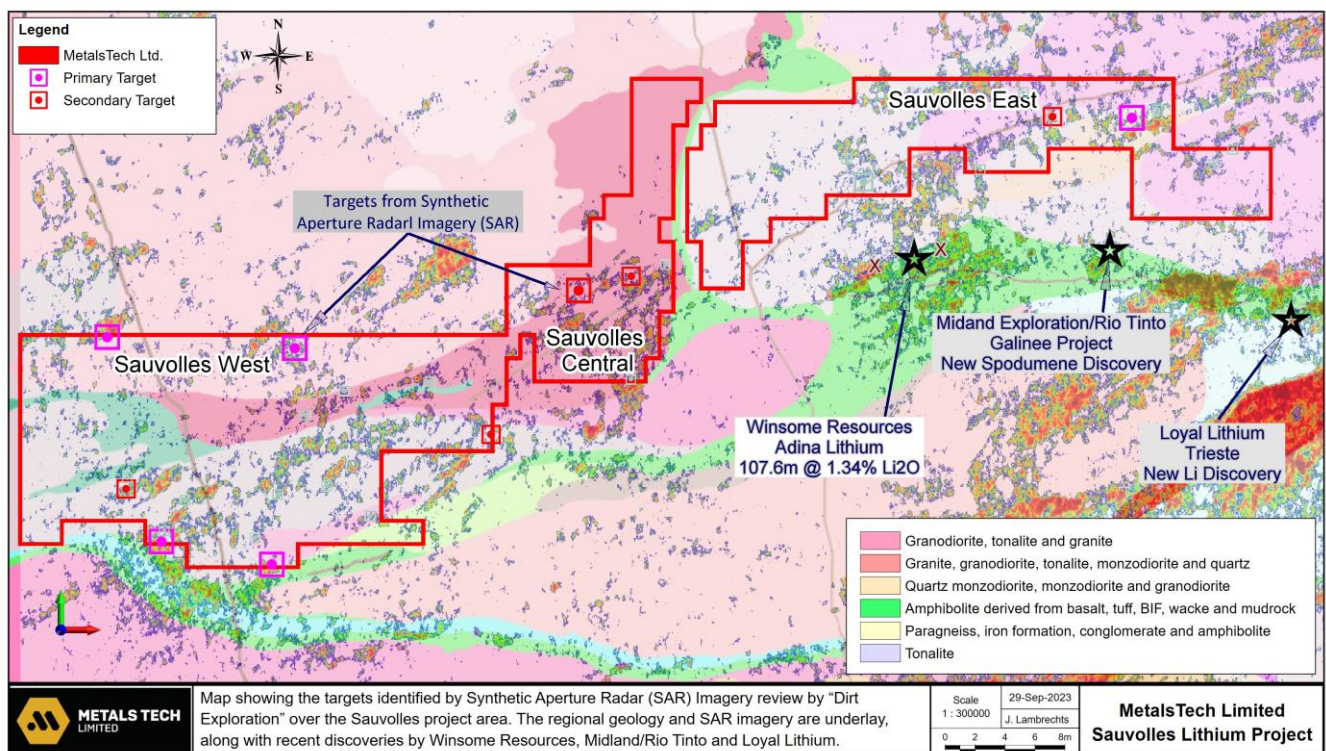 Legend
MetalsTech Ltd.
Primary Target
Secondary Target
N
W E
S
Targets from Synthetic
Aperture Radarl Imagery (SAR)
Sauvolles East
Sauvolles West
Sauvolles
Central
X
X
Midand Exploration/Rio Tinto
Galinee Project
New Spodumene Discovery
Winsome Resources
Adina Lithium
107.6m @ 1.34% Li2O
Loyal Lithium
Trieste
New Li Discovery
Granodiorite, tonalite and granite
Granite, granodiorite, tonalite, monzodiorite and quartz
Quartz monzodiorite, monzodiorite and granodiorite
Amphibolite derived from basalt, tuff, BIF, wacke and mudrock
Paragneiss, iron formation, conglomerate and amphibolite
Tonalite
METALS TECH
LIMITED
Map showing the targets identified by Synthetic Aperture Radar (SAR) Imagery review by “Dirt
Exploration” over the Sauvolles project area. The regional geology and SAR imagery are underlay,
along with recent discoveries by Winsome Resources, Midland/Rio Tinto and Loyal Lithium.
Scale
1 : 300000
29-Sep-2023
J. Lambrechts
0 2 4 6 8m
MetalsTech Limited
Sauvolles Lithium Project